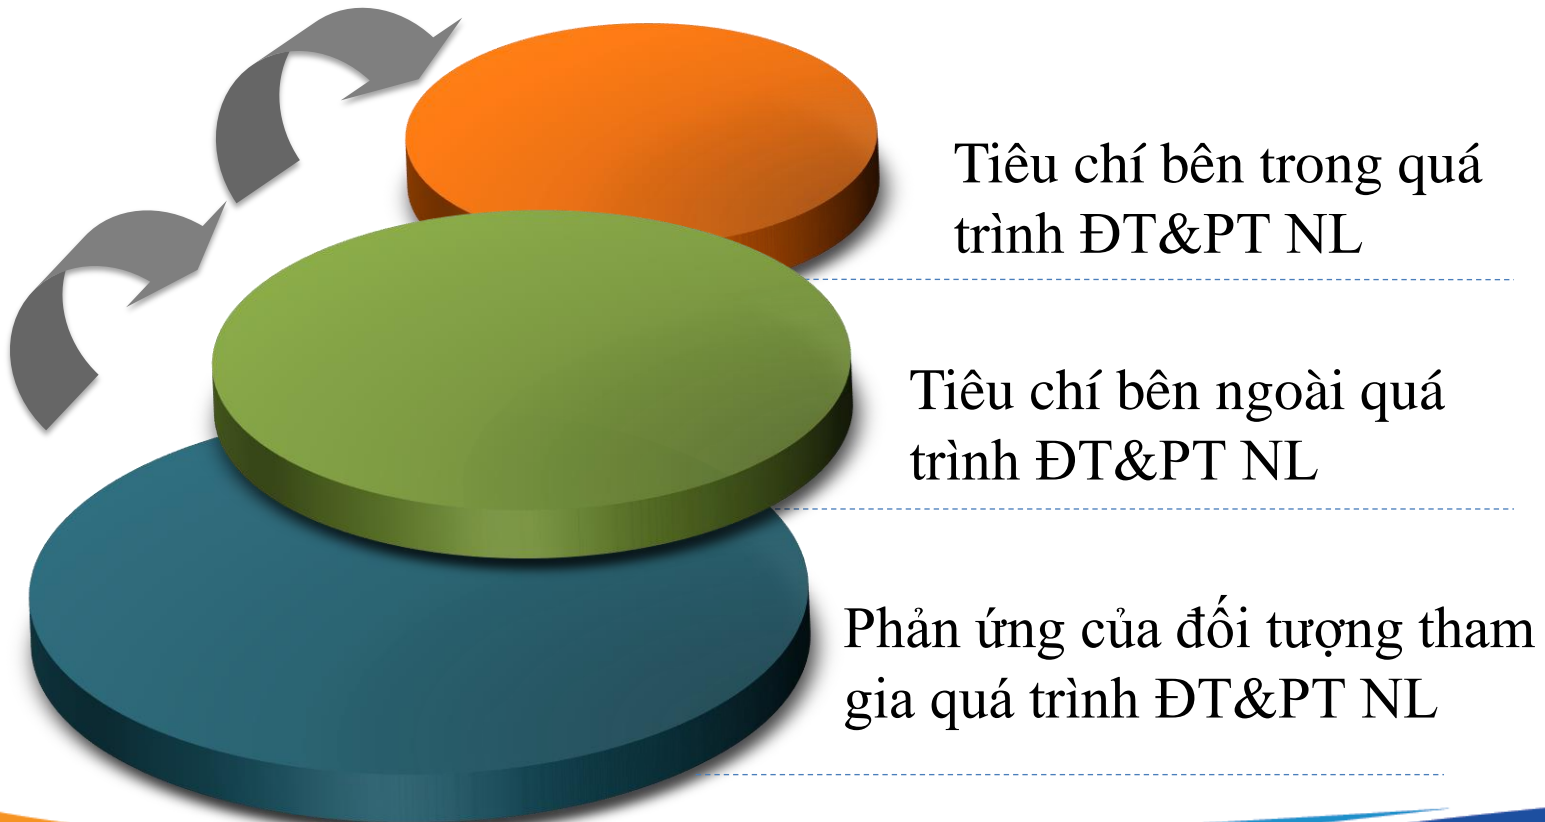 Tiêu chí bên trong quá
trình ĐT&PT NL
Tiêu chí bên ngoài quá
trình ĐT&PT NL
Phản ứng của đối tượng tham
gia quá trình ĐT&PT NL